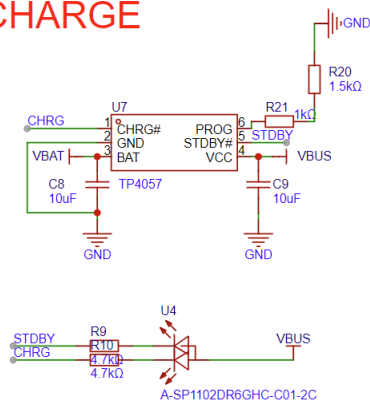 CHARGE
GND
R20
1.5kΩ
U7
R21
1kΩ
CHRG
1
CHRG#
PROG
6
2
GND
STDBY#
5
STDBY
VBAT
3
BAT
VCC
4
VBUS
C8
10uF
TP4057
C9
10uF
GND
GND
U4
STDBY
R9
VBUS
CHRG
R10
4.7kΩ
4.7kΩ
A-SP1102DR6GHC-C01-2C